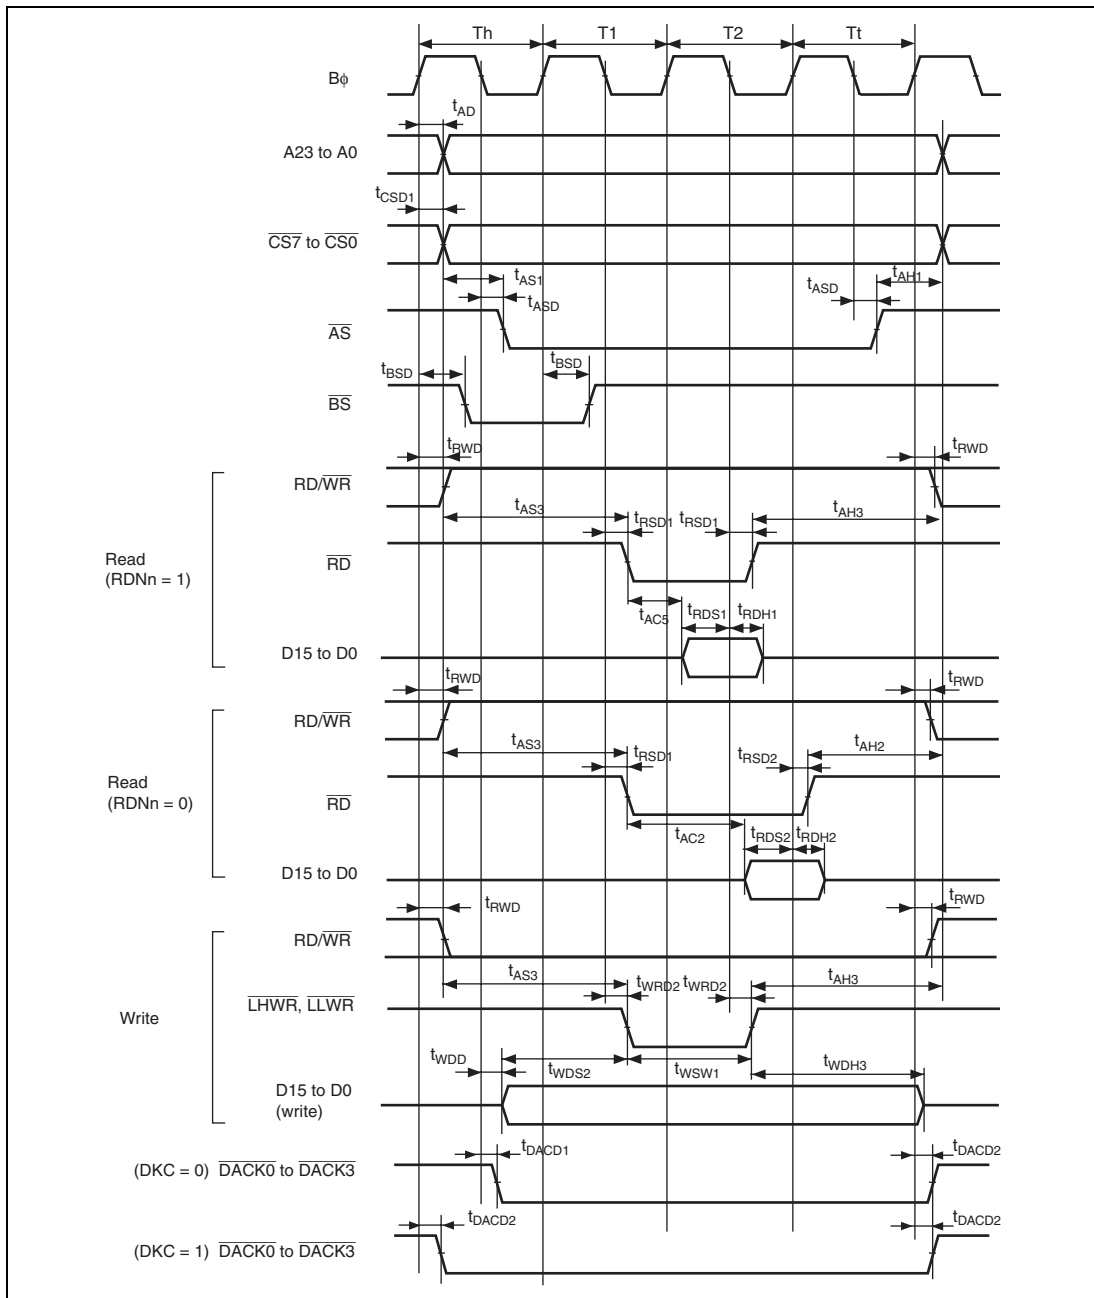 Th T1 T2 Tt
Bϕ
tAD
A23 to A0
tCSD1
CS7 to CS0
tAS1 tAH1
tASD tASD
AS
tBSD tBSD
BS
tRWD tRWD
RD/WR
tAS3 tRSD1 tRSD1 tAH3
Read
(RDNn = 1)
RD
tAC5 tRDS1 tRDH1
D15 to D0
tRWD tRWD
RD/WR
tAS3 tRSD1 tRSD2 tAH2
Read
(RDNn = 0)
RD
tAC2 tRDS2 tRDH2
D15 to D0
tRWD tRWD
RD/WR
tAS3 tWRD2 tWRD2 tAH3
LHWR, LLWR
Write
tWDD tWDS2 tWSW1 tWDH3
D15 to D0
(write)
tDACD1 tDACD2
(DKC = 0) DACK0 to DACK3
tDACD2 tDACD2
(DKC = 1) DACK0 to DACK3